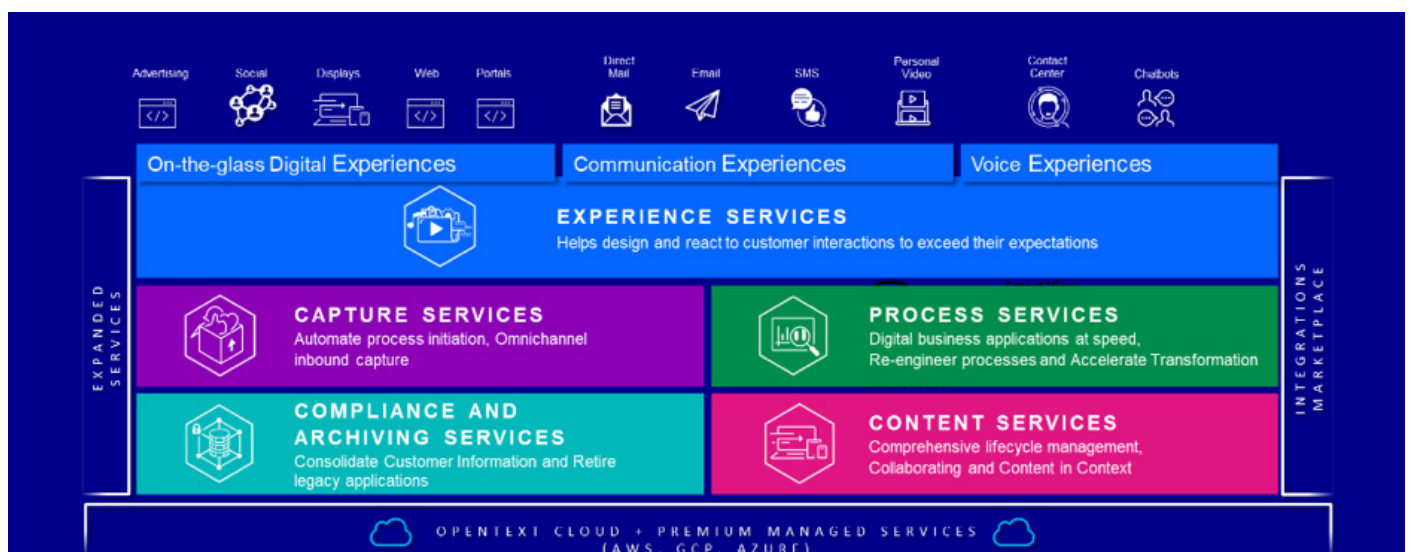 Advertising
Social
Displays
Web
Portals
Direct
Mail
Email
SMS
Personal
Video
Contact
Center
Chatbots
On-the-glass Digital Experiences
Communication Experiences
Voice Experiences
EXPERIENCE SERVICES
Helps design and react to customer interactions to exceed their expectations
EXPANDED
SERVICES
CAPTURE SERVICES
Automate process initiation, Omnichannel
inbound capture
PROCESS SERVICES
Digital business applications at speed,
Re-engineer processes and Accelerate Transformation
COMPLIANCE AND
ARCHIVING SERVICES
Consolidate Customer Information and Retire
legacy applications
CONTENT SERVICES
Comprehensive lifecycle management,
Collaborating and Content in Context
INTEGRATIONS
MARKETPLACE
OPENTEXT CLOUD + PREMIUM MANAGED SERVICES
(AWS, GCP, AZURE)